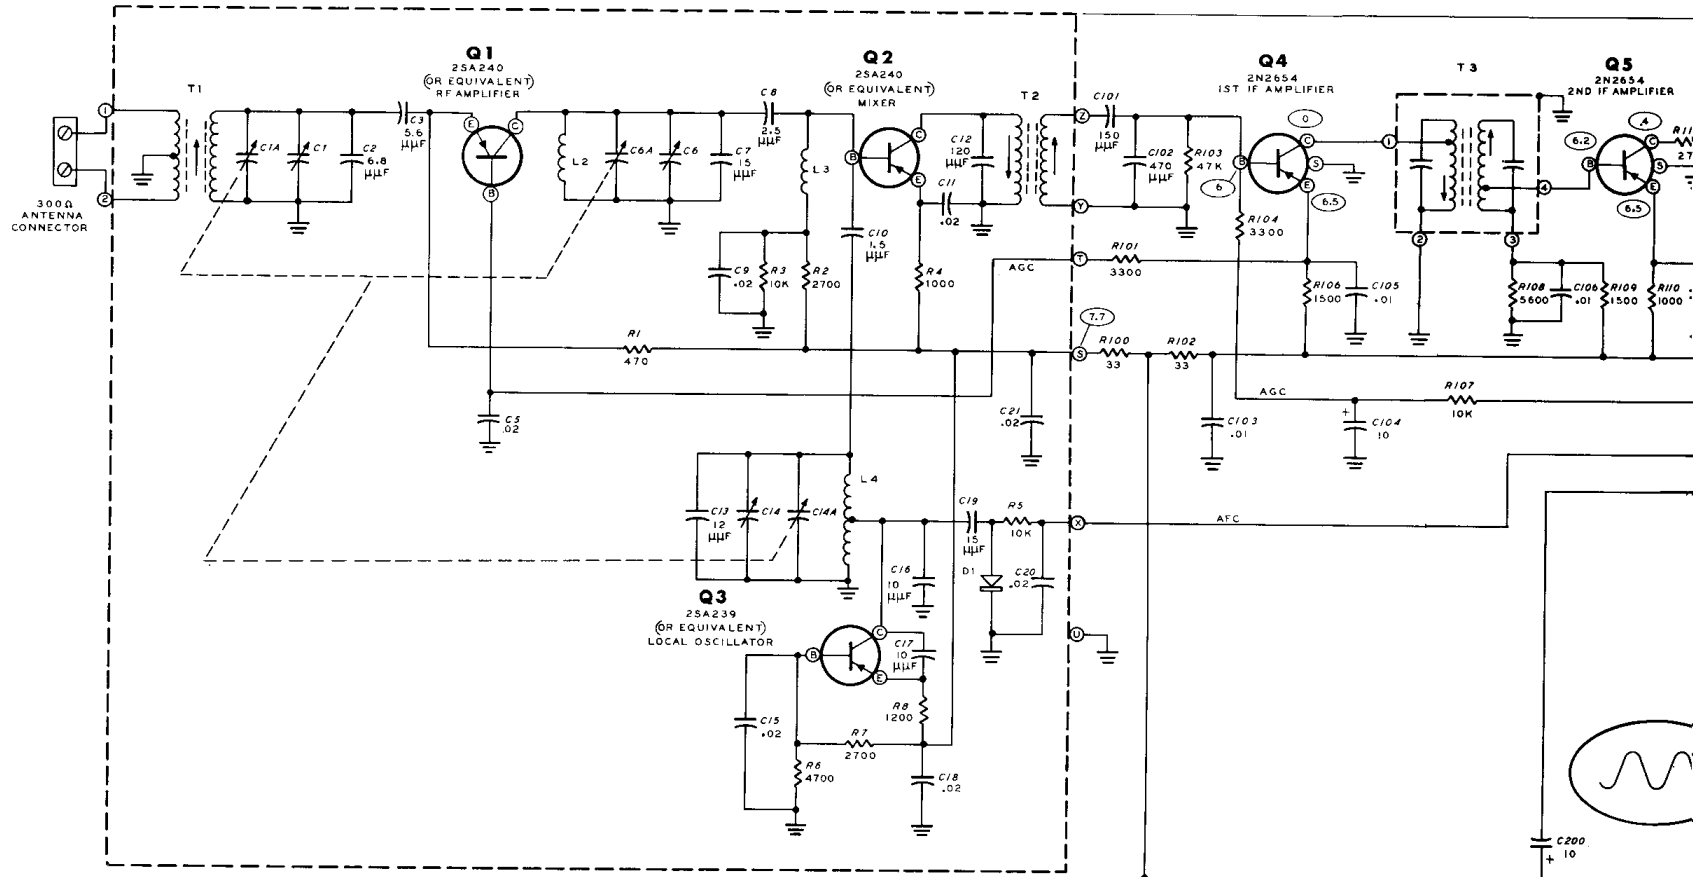 Q1
2SA240
(OR EQUIVALENT)
RF AMPLIFIER
Q2
2SA240
(OR EQUIVALENT)
MIXER
Q4
2N2654
1ST IF AMPLIFIER
T3
Q5
2N2654
2ND IF AMPLIFIER
T1
T2
1
2
300Ω
ANTENNA
CONNECTOR
C1A
C1
C2
6.8
μμF
C3
5.6
μμF
E
C
B
L2
C6A
C6
C7
15
μμF
C8
2.5
μμF
L3
B
C
E
C12
120
μμF
C11
.02
C10
1.5
μμF
C9
.02
R3
10K
R2
2700
R4
1000
R1
470
C5
.02
C21
.02
Z
Y
T
S
7.7
C101
150
μμF
C102
470
μμF
R103
47K
B
C
S
E
0
6
6.5
R104
3300
AGC
R101
3300
R106
1500
C105
.01
R100
33
R102
33
C103
.01
AGC
C104
+
10
R107
10K
1
2
3
4
6.2
.4
6.5
B
C
S
E
R11
27
R108
5600
C106
.01
R109
1500
R110
1000
L4
C13
12
μμF
C14
C14A
C19
15
μμF
R5
10K
X
AFC
C16
10
μμF
D1
C20
.02
U
Q3
2SA239
(OR EQUIVALENT)
LOCAL OSCILLATOR
B
C
E
C17
10
μμF
R8
1200
C15
.02
R7
2700
R6
4700
C18
.02
C200
10
+